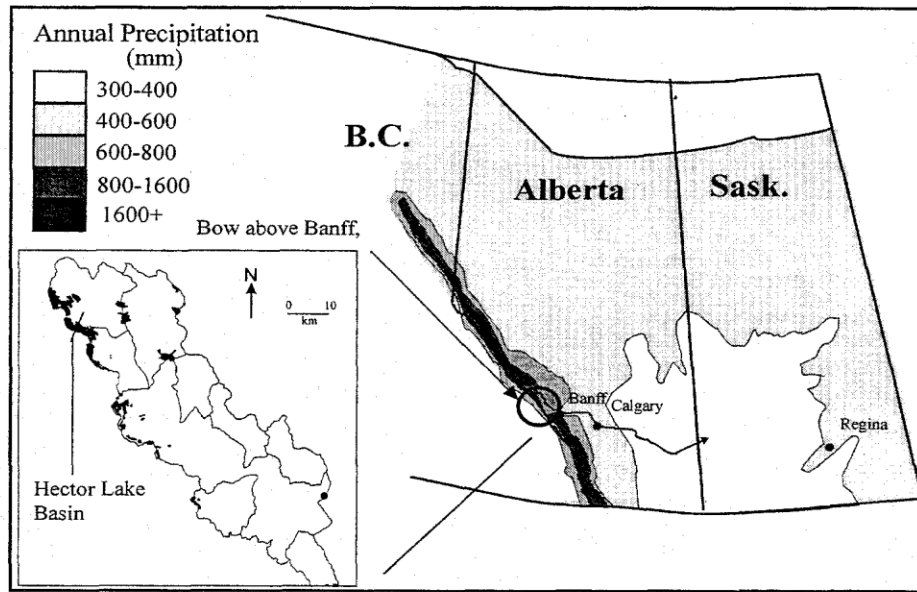 Annual Precipitation
(mm)
300-400
400-600
600-800
800-1600
1600+
B.C.
Alberta
Sask.
Bow above Banff,
N
0 10
km
Banff
Calgary
Regina
Hector Lake
Basin